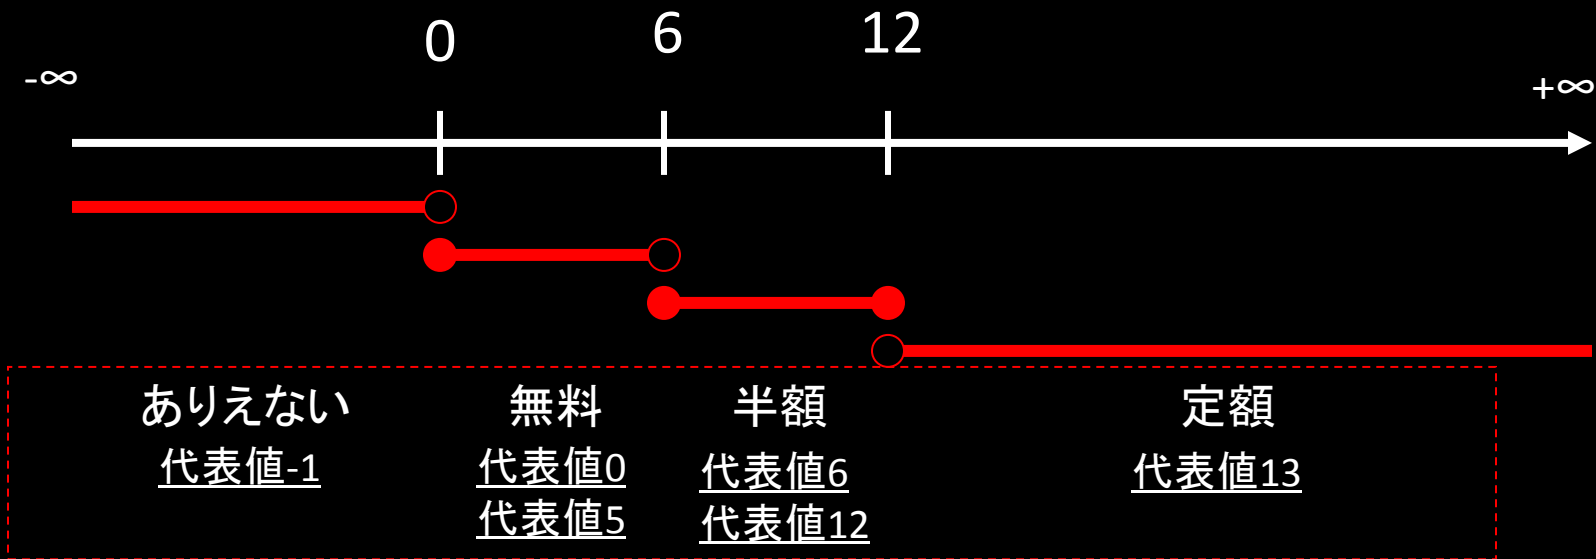 0 6 12
-∞ +∞
ありえない 無料 半額 定額
代表値-1 代表値0 代表値6 代表値13
代表値5 代表値12